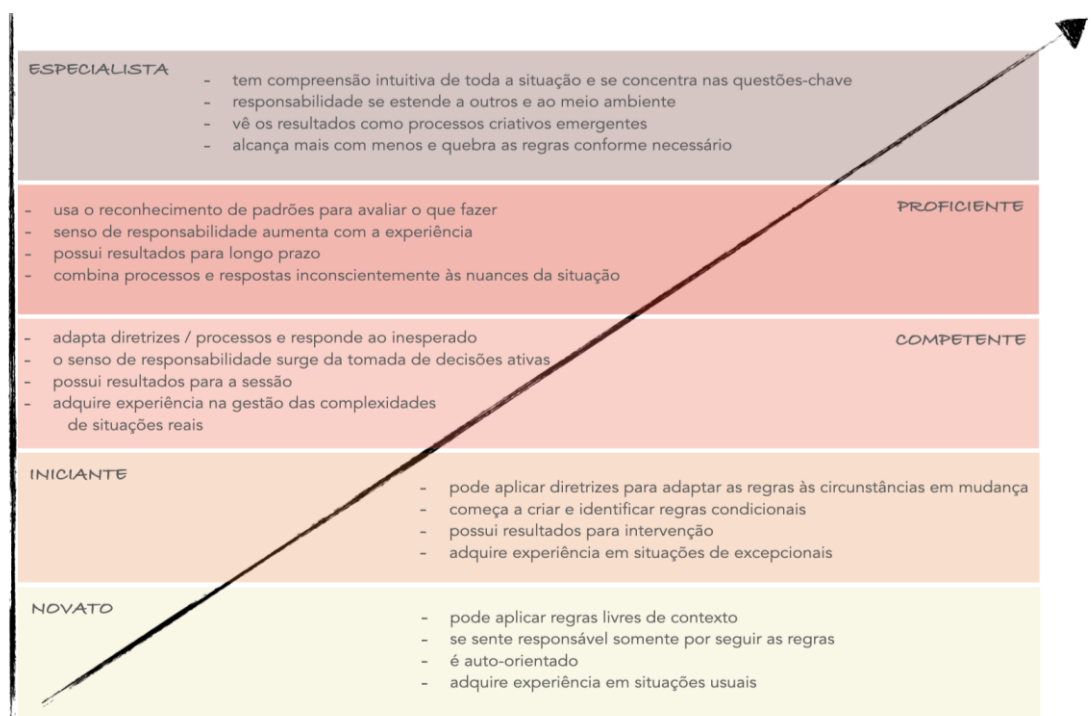 ESPECIALISTA
- tem compreensão intuitiva de toda a situação e se concentra nas questões-chave
- responsabilidade se estende a outros e ao meio ambiente
- vê os resultados como processos criativos emergentes
- alcança mais com menos e quebra as regras conforme necessário
PROFICIENTE
- usa o reconhecimento de padrões para avaliar o que fazer
- senso de responsabilidade aumenta com a experiência
- possui resultados para longo prazo
- combina processos e respostas inconscientemente às nuances da situação
COMPETENTE
- adapta diretrizes / processos e responde ao inesperado
- o senso de responsabilidade surge da tomada de decisões ativas
- possui resultados para a sessão
- adquire experiência na gestão das complexidades
de situações reais
INICIANTE
- pode aplicar diretrizes para adaptar as regras às circunstâncias em mudança
- começa a criar e identificar regras condicionais
- possui resultados para intervenção
- adquire experiência em situações de excepcionais
NOVATO
- pode aplicar regras livres de contexto
- se sente responsável somente por seguir as regras
- é auto-orientado
- adquire experiência em situações usuais